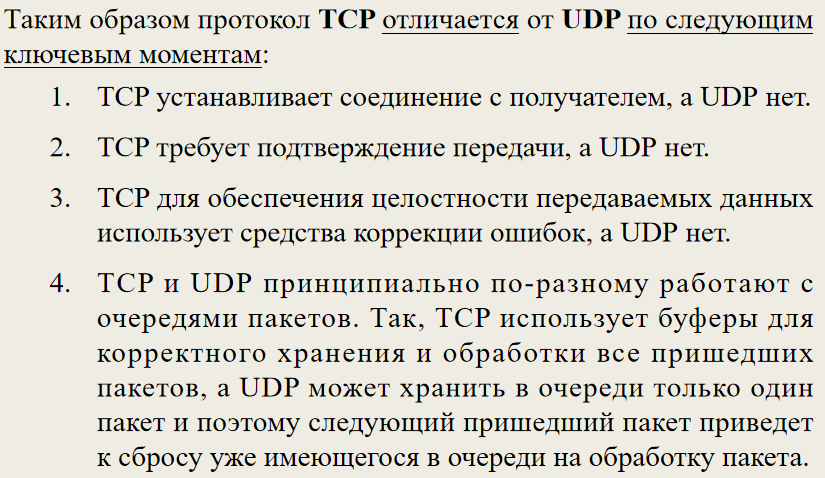 Таким образом протокол TCP отличается от UDP по следующим
ключевым моментам:
1. TCP устанавливает соединение с получателем, а UDP нет.
2. TCP требует подтверждение передачи, а UDP нет.
3. TCP для обеспечения целостности передаваемых данных
использует средства коррекции ошибок, а UDP нет.
4. TCP и UDP принципиально по-разному работают с
очередями пакетов. Так, TCP использует буферы для
корректного хранения и обработки все пришедших
пакетов, а UDP может хранить в очереди только один
пакет и поэтому следующий пришедший пакет приведет
к сбросу уже имеющегося в очереди на обработку пакета.